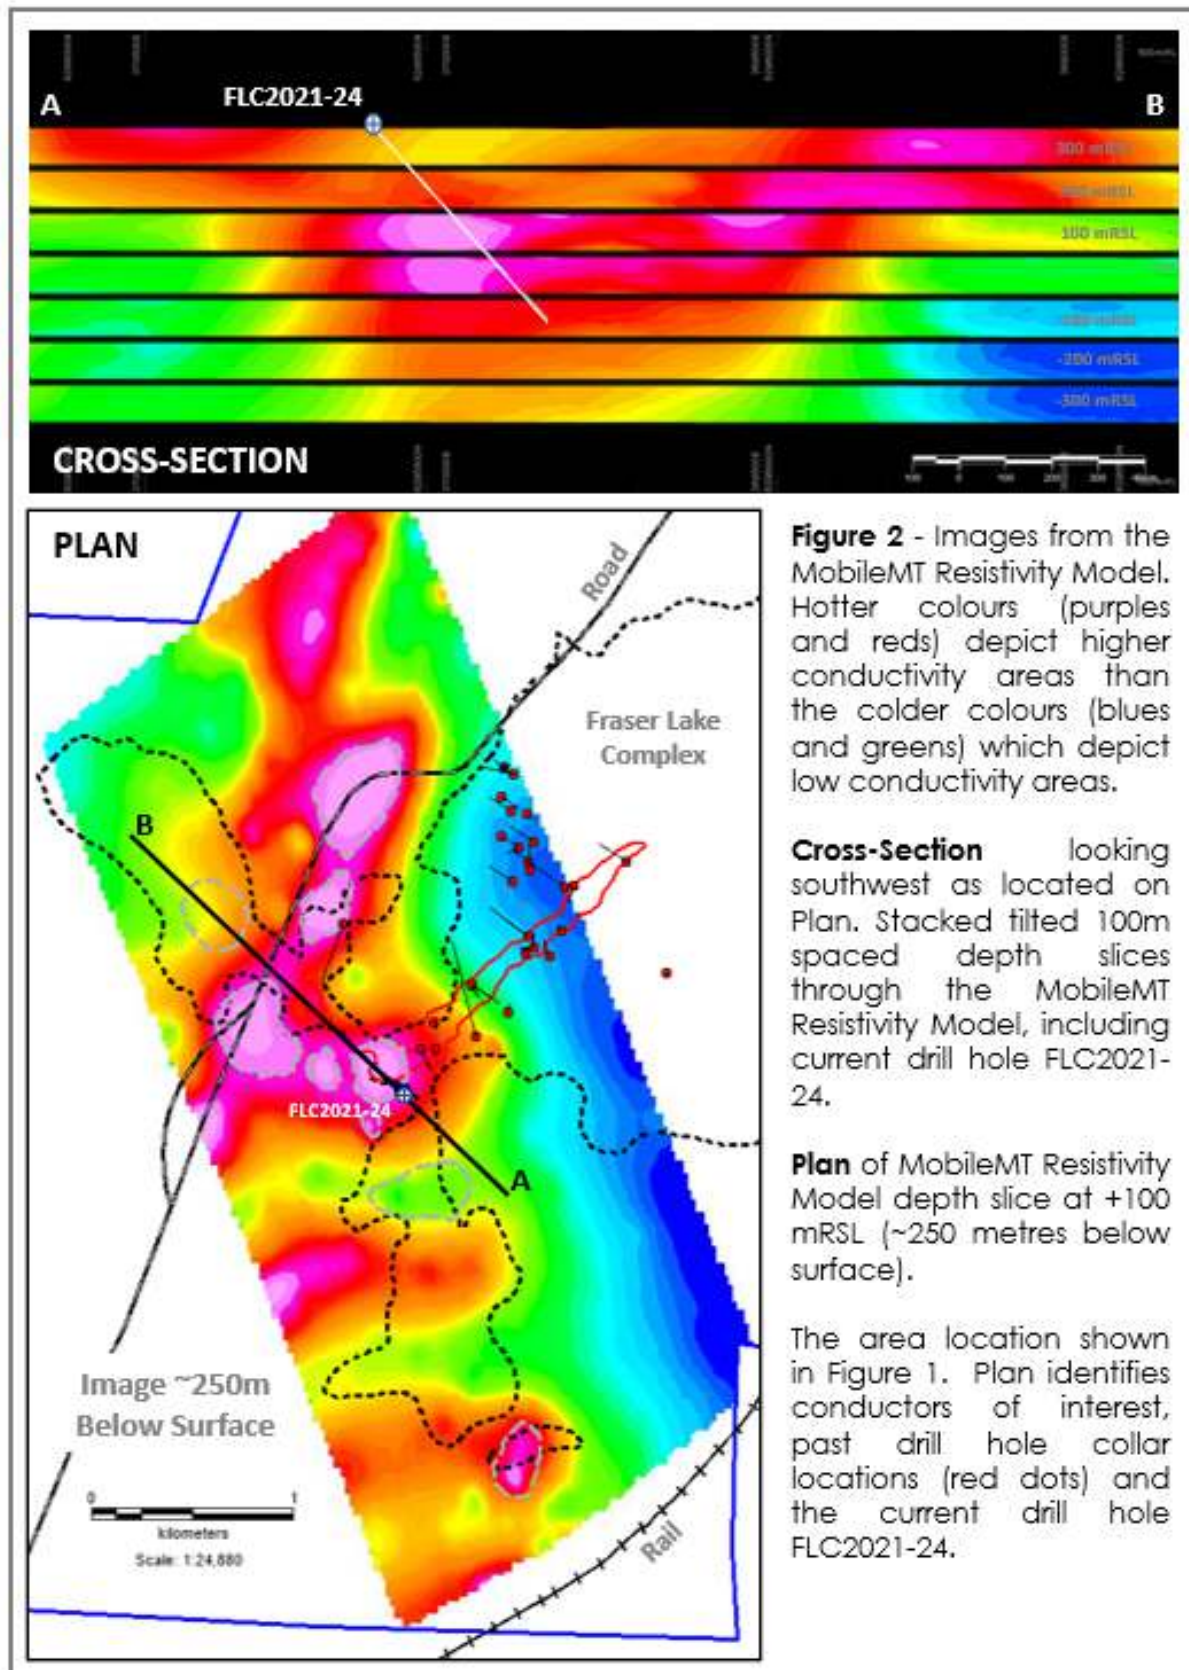 FLC2021-24
A
B
300 mRSL
100 mRSL
-200 mRSL
-300 mRSL
CROSS-SECTION
100 0 100 200 300
PLAN
Road
Fraser Lake
Complex
B
FLC2021-24
A
Image ~250m
Below Surface
0 1
kilometers
Scale: 1:24,880
Rail
Figure 2 - Images from the
MobileMT Resistivity Model.
Hotter colours (purples
and reds) depict higher
conductivity areas than
the colder colours (blues
and greens) which depict
low conductivity areas.
Cross-Section looking
southwest as located on
Plan. Stacked tilted 100m
spaced depth slices
through the MobileMT
Resistivity Model, including
current drill hole FLC2021-
24.
Plan of MobileMT Resistivity
Model depth slice at +100
mRSL (~250 metres below
surface).
The area location shown
in Figure 1. Plan identifies
conductors of interest,
past drill hole collar
locations (red dots) and
the current drill hole
FLC2021-24.